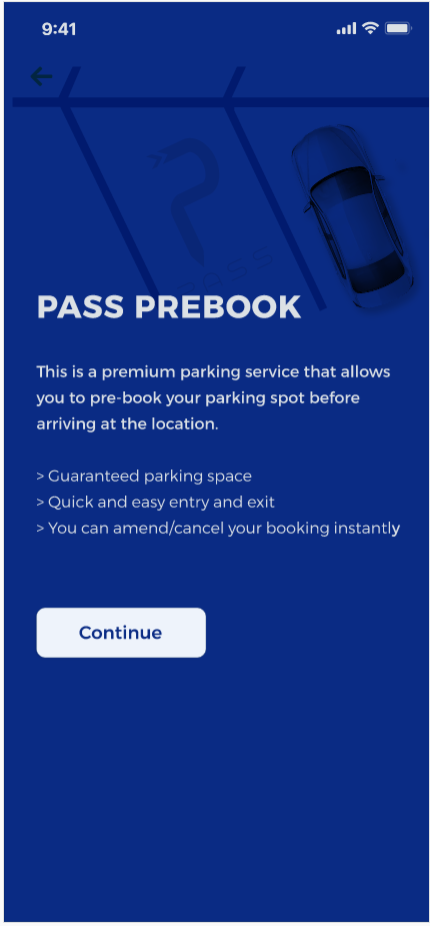 9:41
PASS
PASS PREBOOK
This is a premium parking service that allows
you to pre-book your parking spot before
arriving at the location.
> Guaranteed parking space
> Quick and easy entry and exit
> You can amend/cancel your booking instantly
Continue